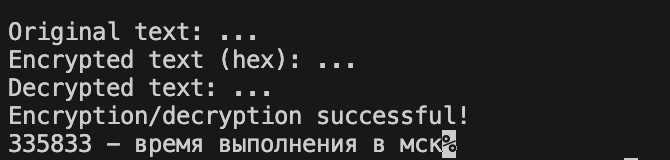 Original text: ...
Encrypted text (hex): ...
Decrypted text: ...
Encryption/decryption successful!
335833 – время выполнения в мск%